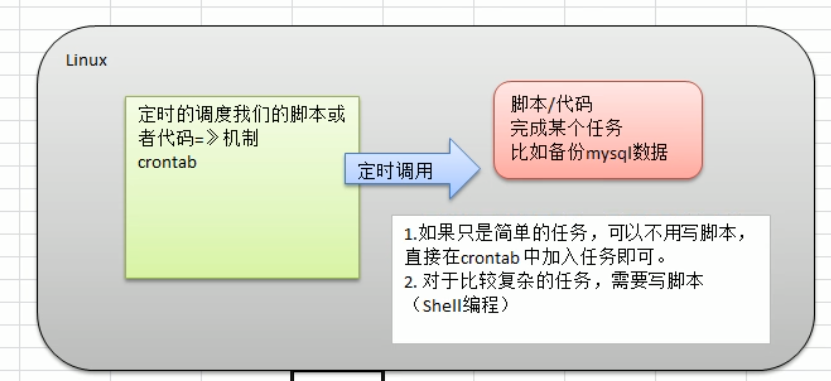 Linux
定时的调度我们的脚本或
者代码=》机制
crontab
定时调用
脚本/代码
完成某个任务
比如备份mysql数据
1.如果只是简单的任务，可以不用写脚本，
直接在crontab 中加入任务即可。
2. 对于比较复杂的任务，需要写脚本
（Shell编程）